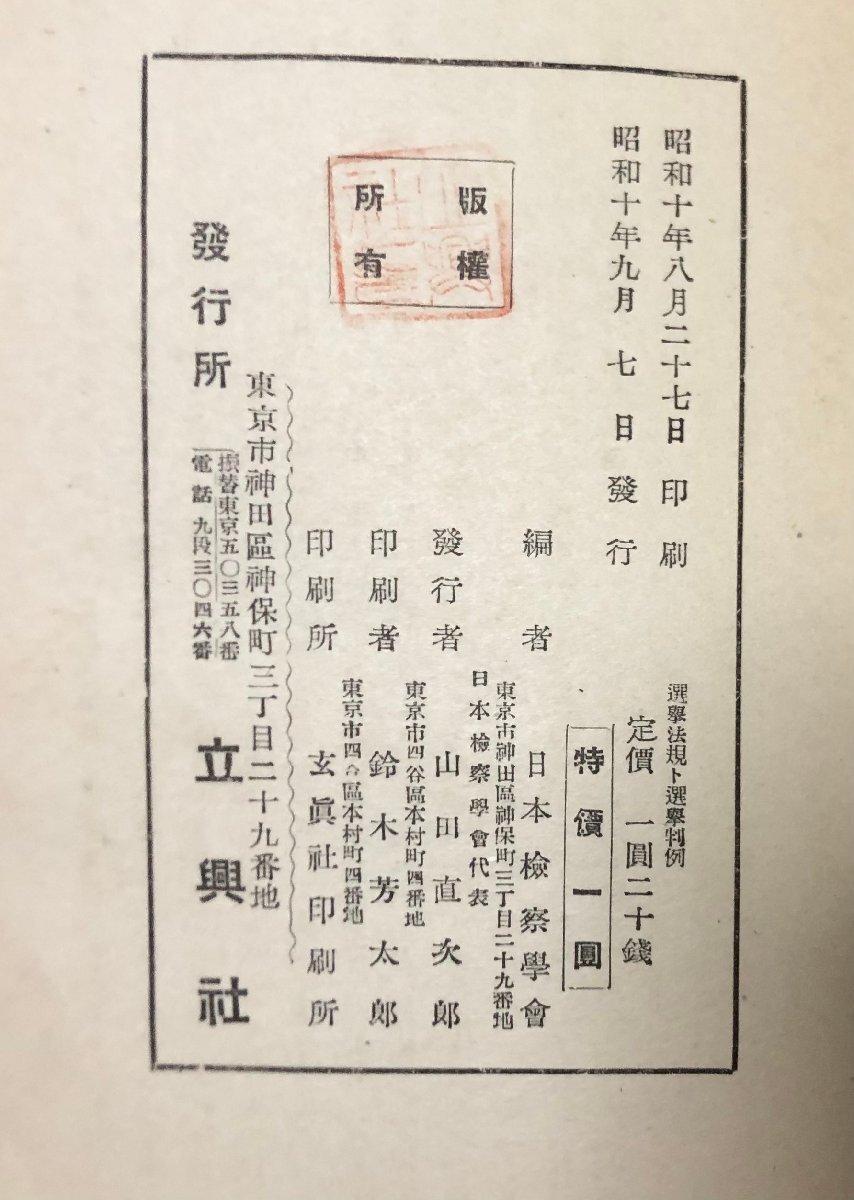 昭和十年八月二十七日印刷
昭和十年九月七日發行
選擧法規ト選擧判例
定價 一圓二十錢
特價一圓
版權
所有
編者 日本檢察學會
東京市神田區神保町三丁目二十九番地
日本檢察學會代表
發行者 山田直次郎
東京市四谷區本村町四番地
印刷者 鈴木芳太郎
東京市四谷區本村町四番地
印刷所 玄眞社印刷所
東京市神田區神保町三丁目二十九番地
發行所 立興社
振替東京五〇三五八番
電話九段三〇四六番